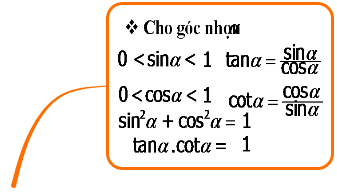 ❖ Cho góc nhọn α
0 < sinα < 1 tanα = sinα/cosα
0 < cosα < 1 cotα = cosα/sinα
sin²α + cos²α = 1
tanα.cotα = 1